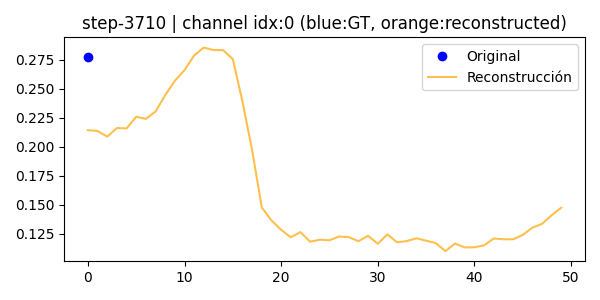 step-3710 | channel idx:0 (blue:GT, orange:reconstructed)
Original
Reconstrucción
0.275
0.250
0.225
0.200
0.175
0.150
0.125
0 10 20 30 40 50